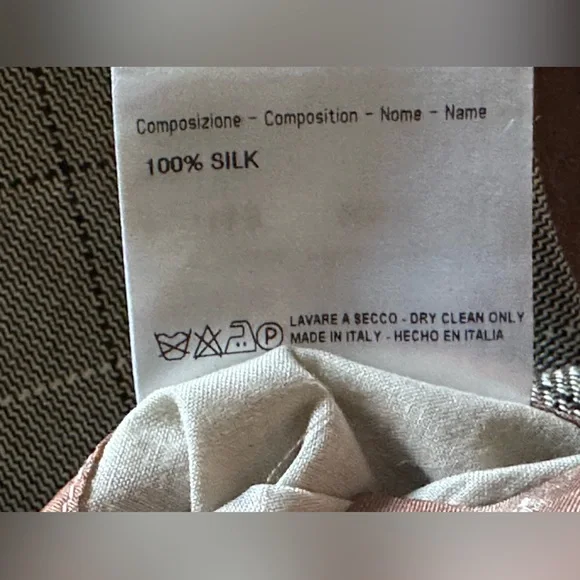 Composizione - Composition - Nome - Name
100% SILK
LAVARE A SECCO - DRY CLEAN ONLY
P MADE IN ITALY - HECHO EN ITALIA